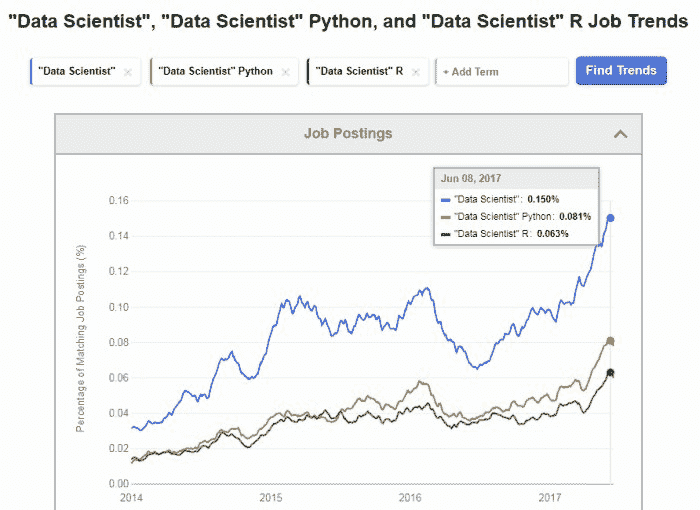 "Data Scientist", "Data Scientist" Python, and "Data Scientist" R Job Trends
"Data Scientist" × "Data Scientist" Python × "Data Scientist" R × + Add Term Find Trends
Job Postings
Jun 08, 2017
"Data Scientist": 0.150%
"Data Scientist" Python: 0.081%
"Data Scientist" R: 0.063%
Percentage of Matching Job Postings (%)
0.16
0.14
0.12
0.10
0.08
0.06
0.04
0.02
0.00
2014 2015 2016 2017